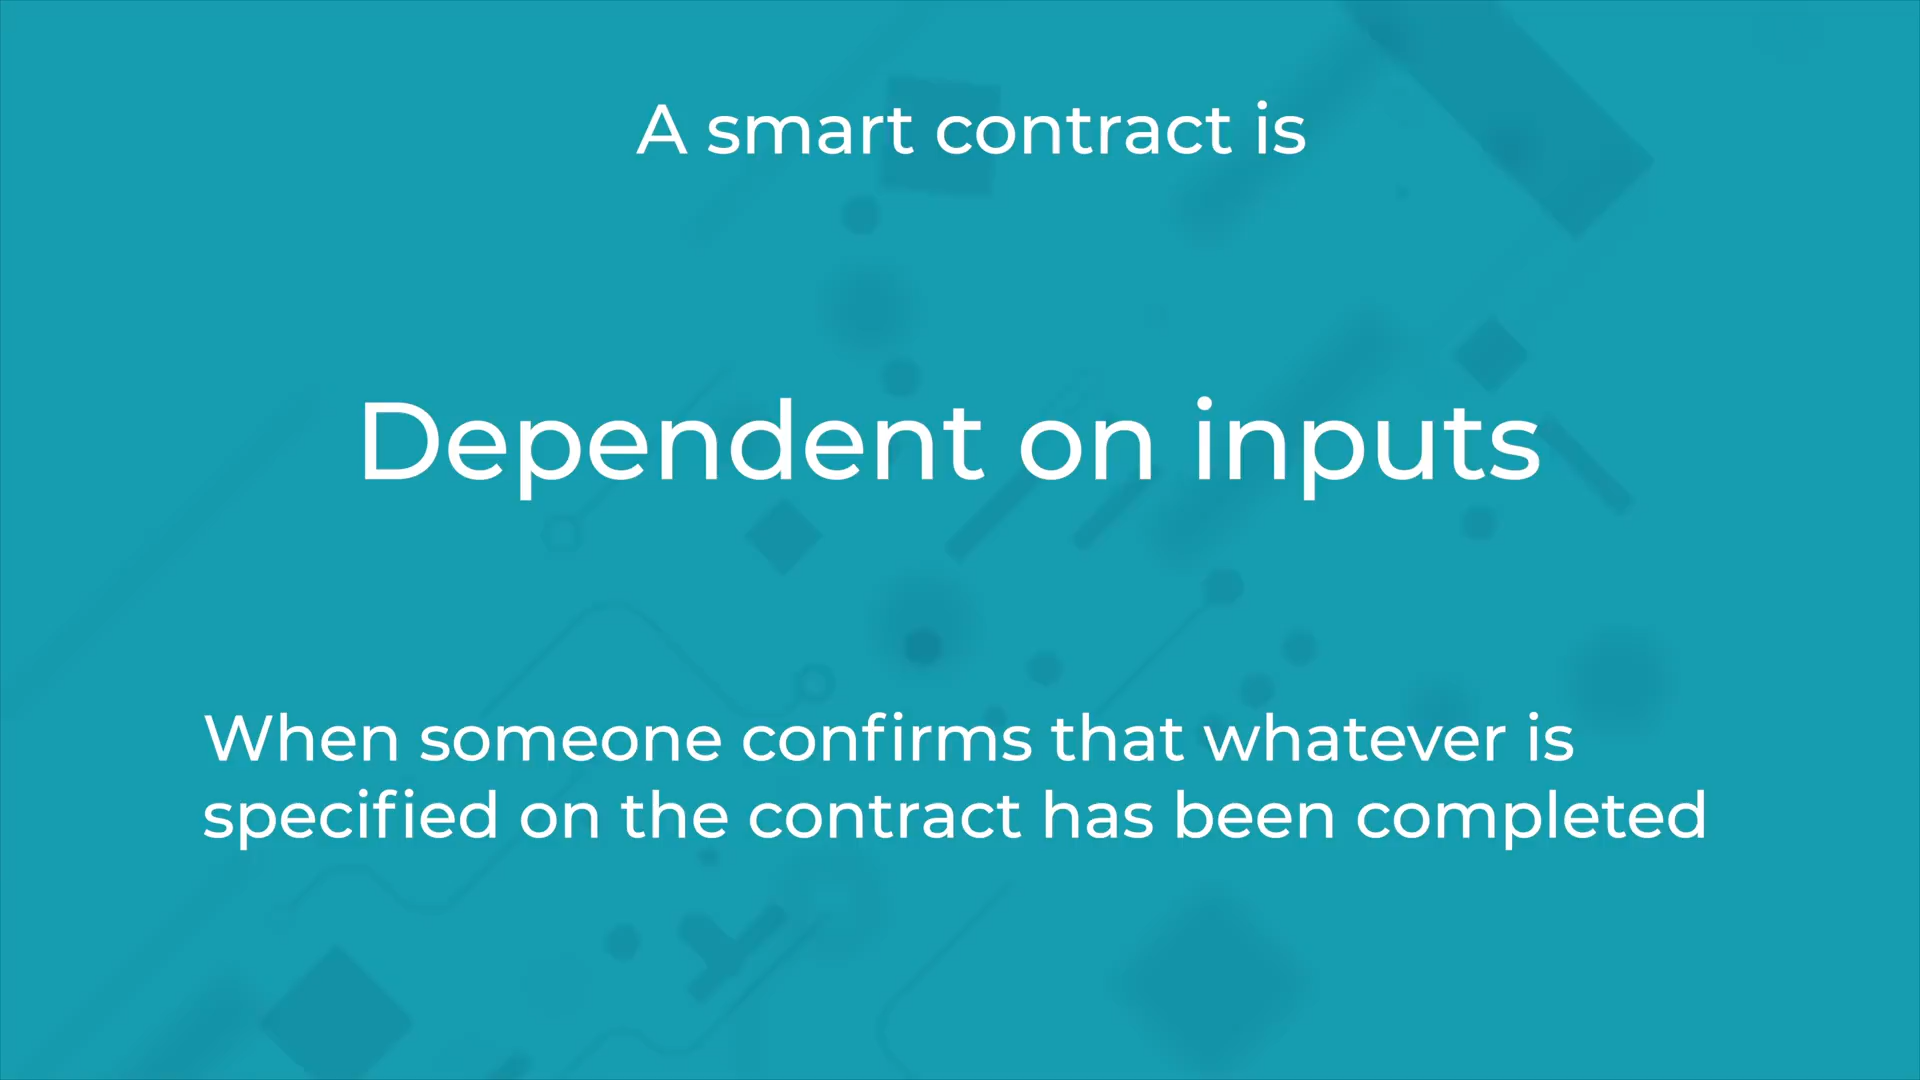 A smart contract is
Dependent on inputs
When someone confirms that whatever is
specified on the contract has been completed